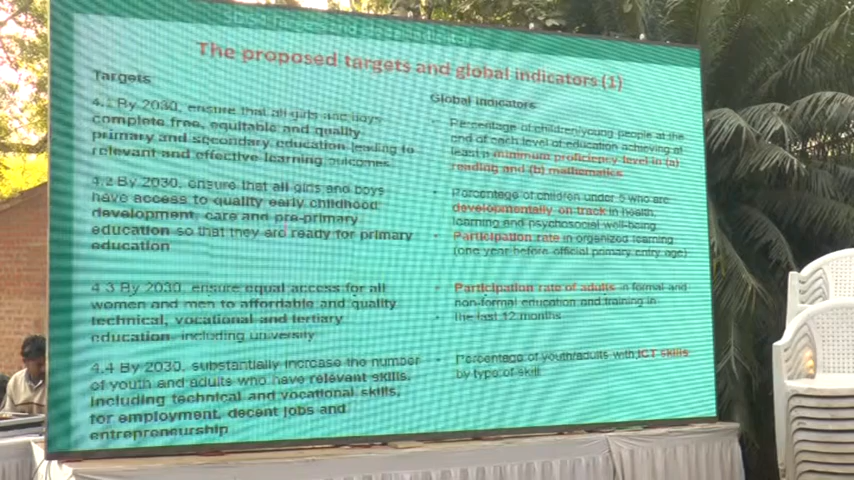 The proposed targets and global indicators (1)
Targets
4.1 By 2030, ensure that all girls and boys
complete free, equitable and quality
primary and secondary education leading to
relevant and effective learning outcomes
4.2 By 2030, ensure that all girls and boys
have access to quality early childhood
development, care and pre-primary
education so that they are ready for primary
education
4.3 By 2030, ensure equal access for all
women and men to affordable and quality
technical, vocational and tertiary
education, including university
4.4 By 2030, substantially increase the number
of youth and adults who have relevant skills,
including technical and vocational skills,
for employment, decent jobs and
entrepreneurship
Global indicators
• Percentage of children/young people at the
end of each level of education achieving at
least a minimum proficiency level in (a)
reading and (b) mathematics
• Percentage of children under 5 who are
developmentally on track in health,
learning and psychosocial well-being
• Participation rate in organized learning
(one year before official primary entry age)
• Participation rate of adults in formal and
non-formal education and training in
• the last 12 months
• Percentage of youth/adults with ICT skills
by type of skill